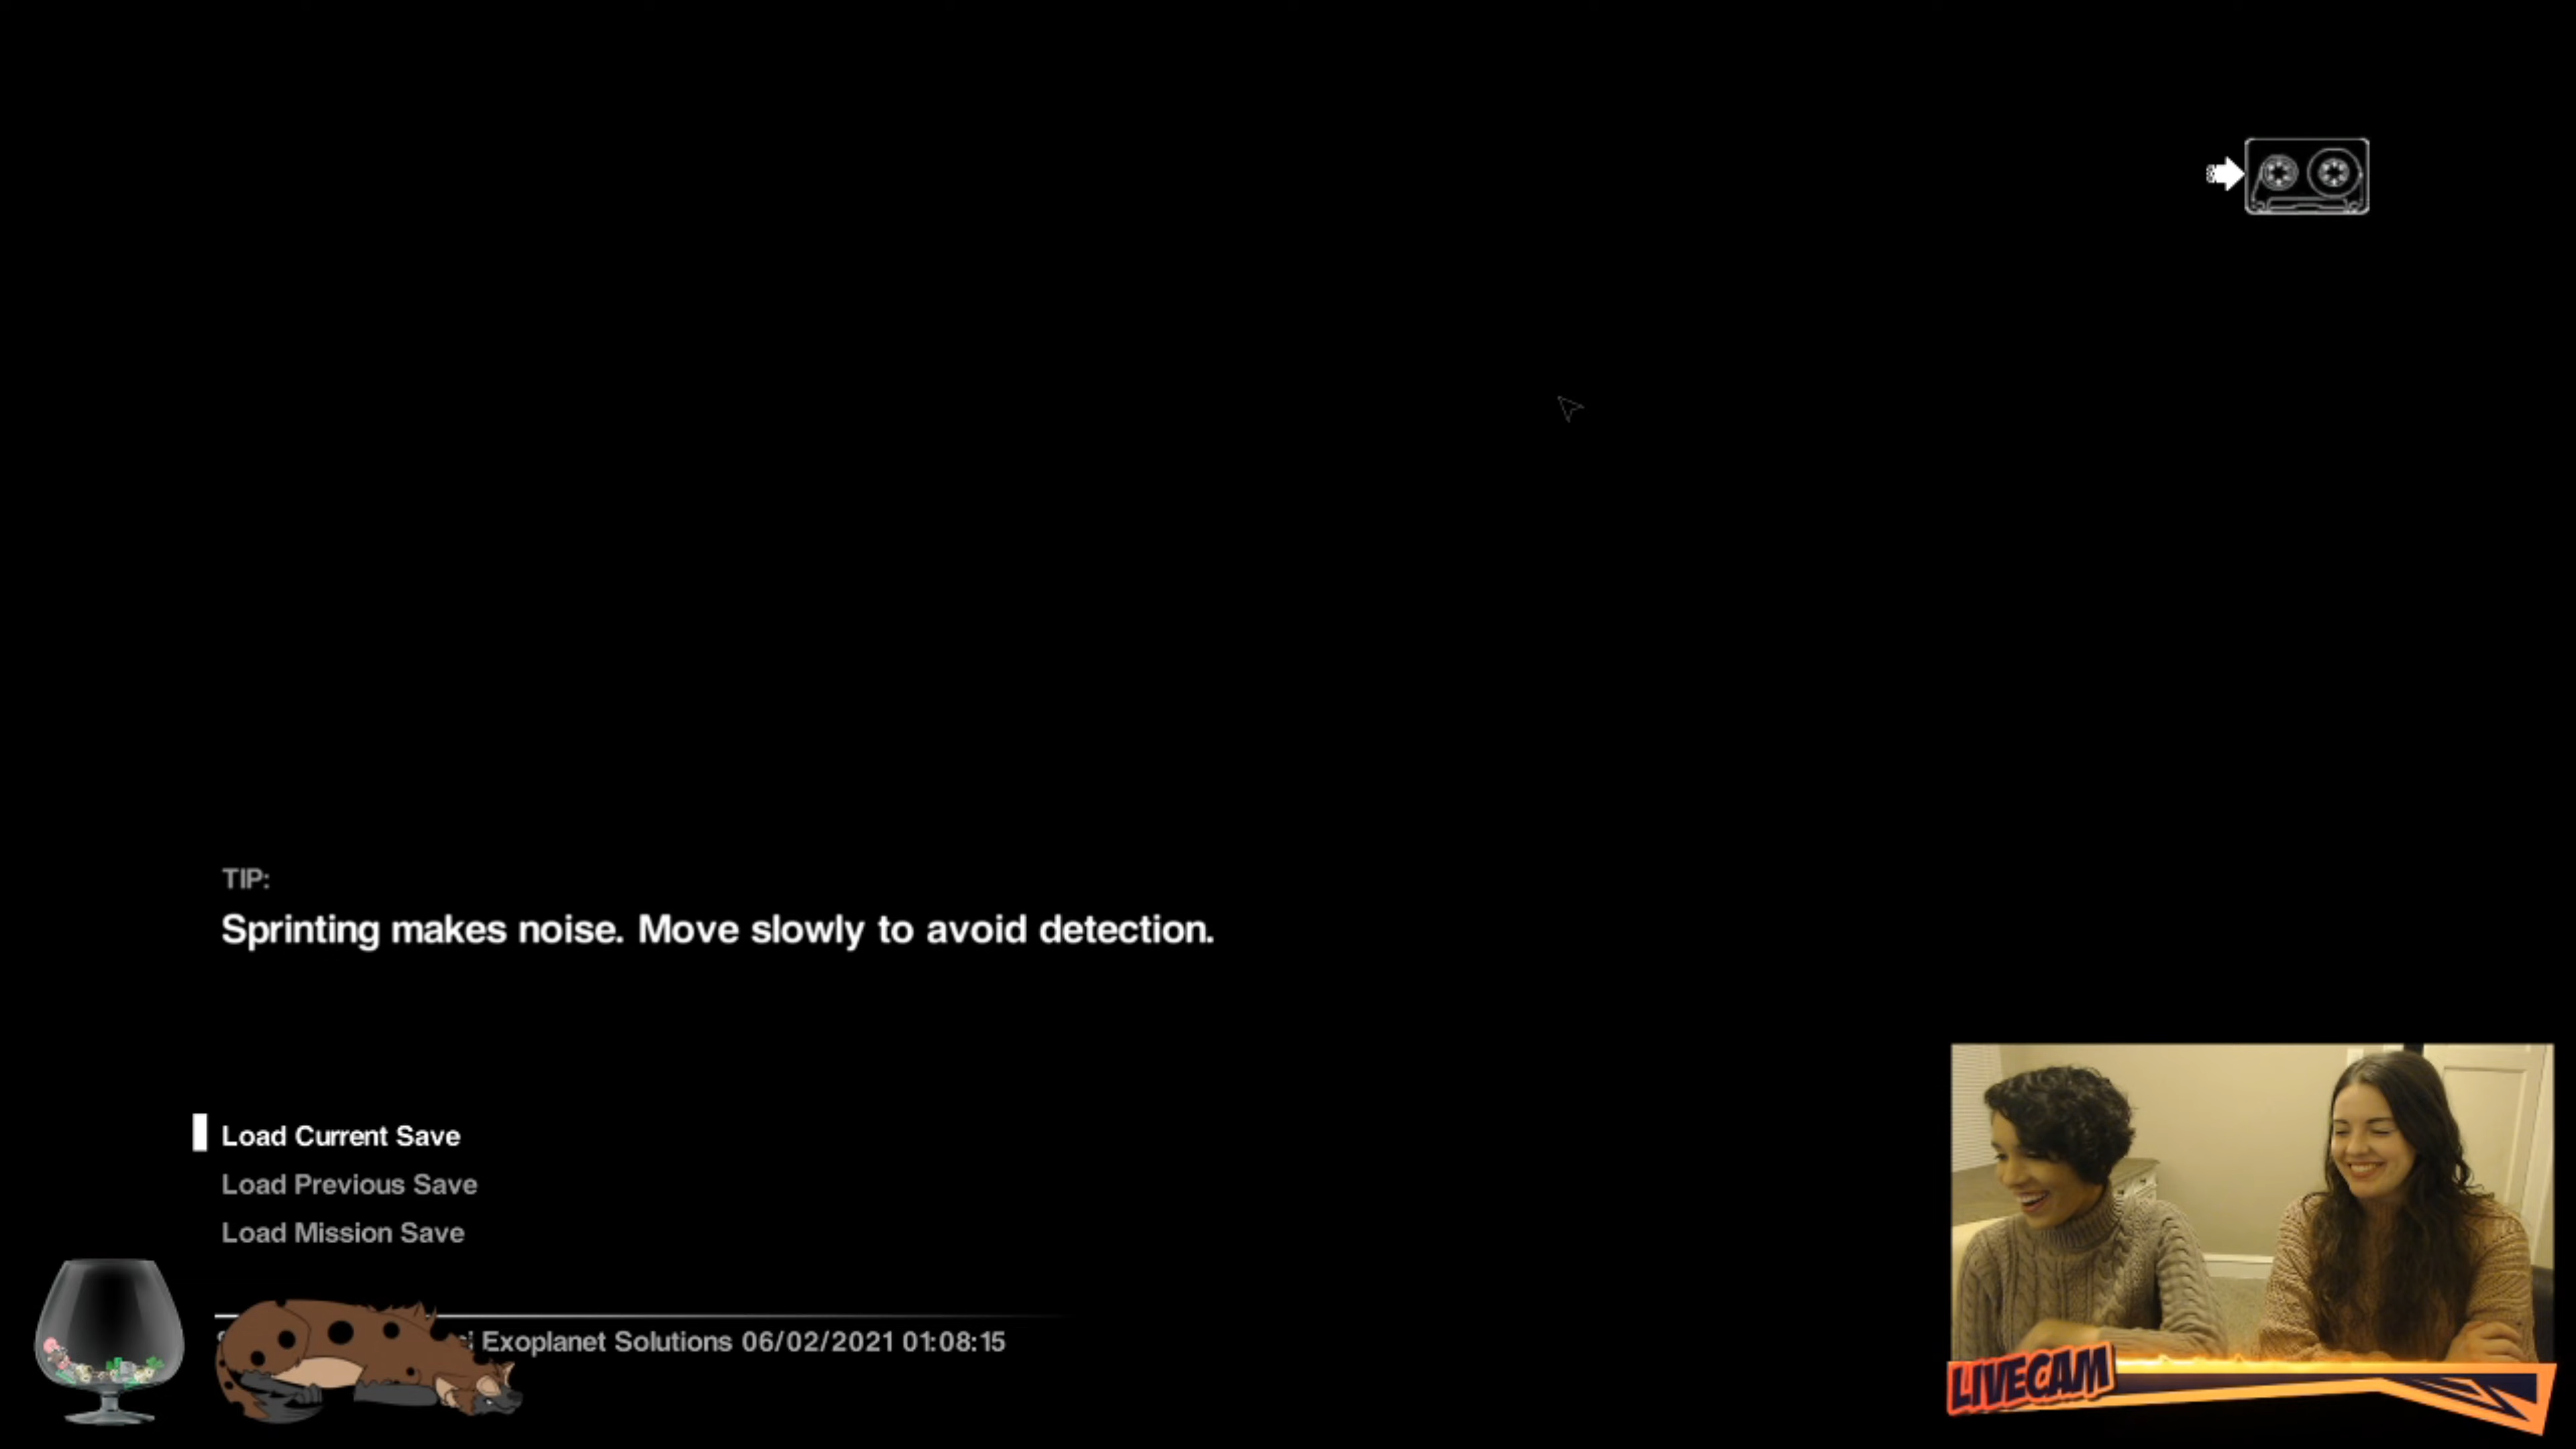 TIP:
Sprinting makes noise. Move slowly to avoid detection.
Load Current Save
Load Previous Save
Load Mission Save
Exoplanet Solutions 06/02/2021 01:08:15
LIVECAM